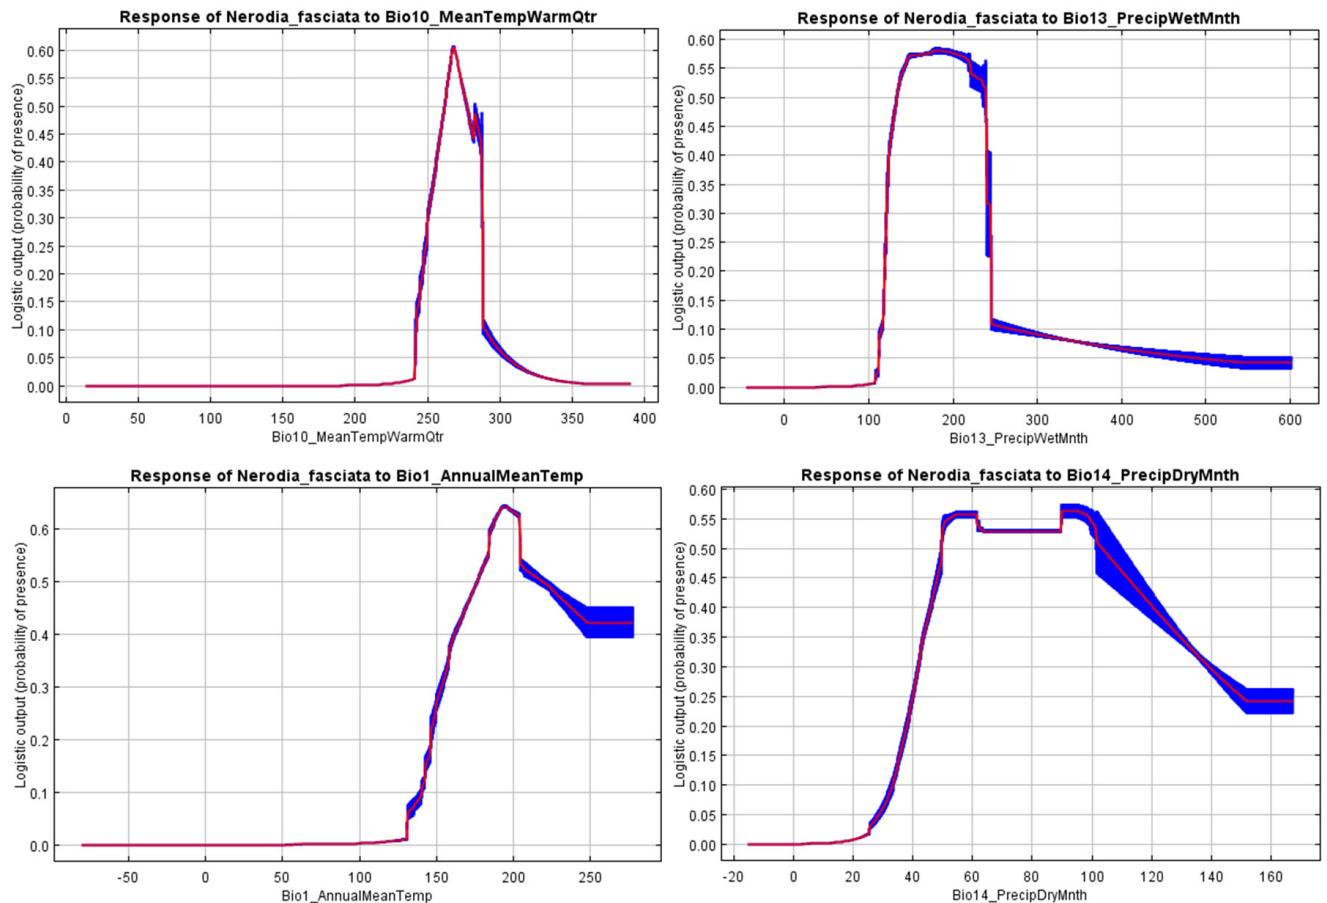 Response of Nerodia_fasciata to Bio10_MeanTempWarmQtr
Logistic output (probability of presence)
0.60
0.55
0.50
0.45
0.40
0.35
0.30
0.25
0.20
0.15
0.10
0.05
0.00
0 50 100 150 200 250 300 350 400
Bio10_MeanTempWarmQtr
Response of Nerodia_fasciata to Bio13_PrecipWetMnth
Logistic output (probability of presence)
0.60
0.55
0.50
0.45
0.40
0.35
0.30
0.25
0.20
0.15
0.10
0.05
0.00
0 100 200 300 400 500 600
Bio13_PrecipWetMnth
Response of Nerodia_fasciata to Bio1_AnnualMeanTemp
Logistic output (probability of presence)
0.6
0.5
0.4
0.3
0.2
0.1
0.0
-50 0 50 100 150 200 250
Bio1_AnnualMeanTemp
Response of Nerodia_fasciata to Bio14_PrecipDryMnth
Logistic output (probability of presence)
0.60
0.55
0.50
0.45
0.40
0.35
0.30
0.25
0.20
0.15
0.10
0.05
0.00
-20 0 20 40 60 80 100 120 140 160
Bio14_PrecipDryMnth